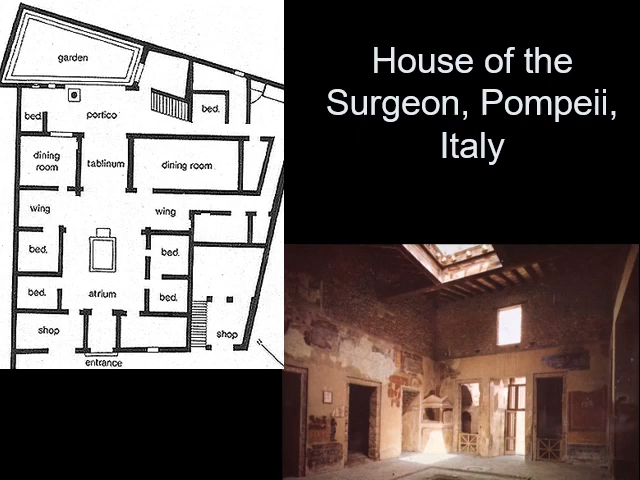 House of the
Surgeon, Pompeii,
Italy
garden
bed.
portico
bed.
dining
room
tablinum
dining room
wing
wing
bed.
bed.
bed.
atrium
bed.
shop
shop
entrance